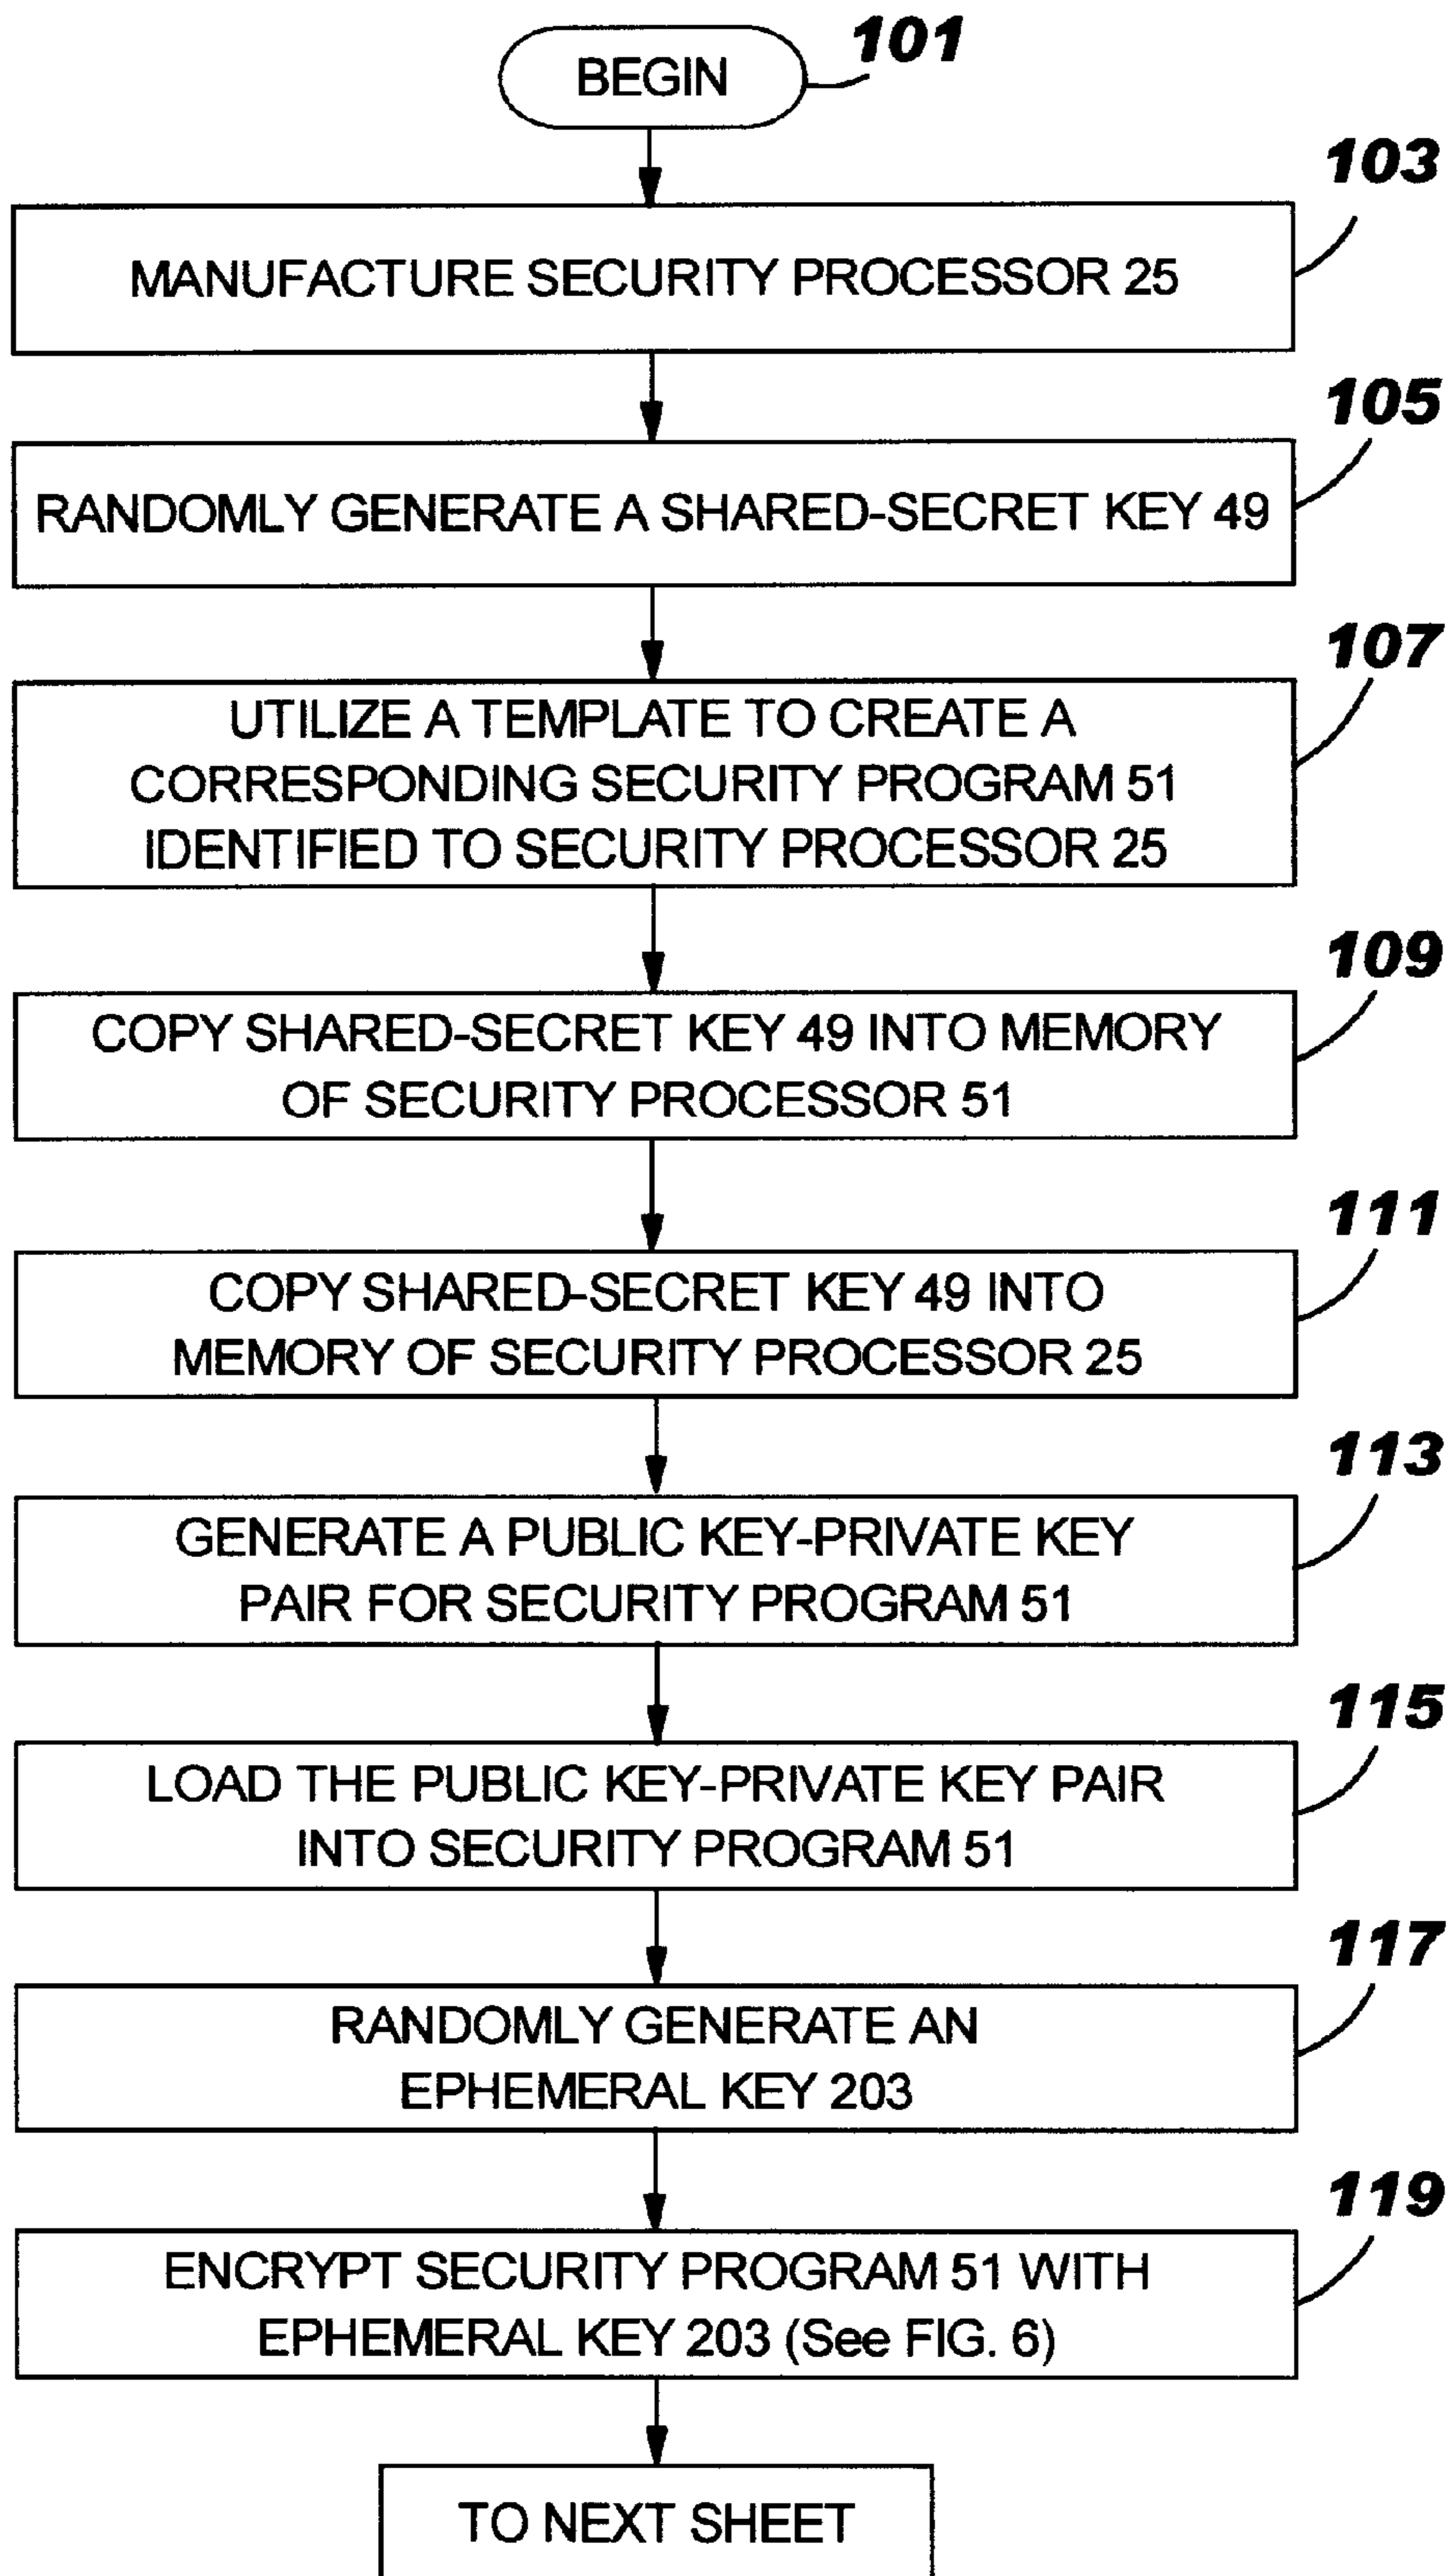 BEGIN
101
103
MANUFACTURE SECURITY PROCESSOR 25
105
RANDOMLY GENERATE A SHARED-SECRET KEY 49
107
UTILIZE A TEMPLATE TO CREATE A
CORRESPONDING SECURITY PROGRAM 51
IDENTIFIED TO SECURITY PROCESSOR 25
109
COPY SHARED-SECRET KEY 49 INTO MEMORY
OF SECURITY PROCESSOR 51
111
COPY SHARED-SECRET KEY 49 INTO
MEMORY OF SECURITY PROCESSOR 25
113
GENERATE A PUBLIC KEY-PRIVATE KEY
PAIR FOR SECURITY PROGRAM 51
115
LOAD THE PUBLIC KEY-PRIVATE KEY PAIR
INTO SECURITY PROGRAM 51
117
RANDOMLY GENERATE AN
EPHEMERAL KEY 203
119
ENCRYPT SECURITY PROGRAM 51 WITH
EPHEMERAL KEY 203 (See FIG. 6)
TO NEXT SHEET